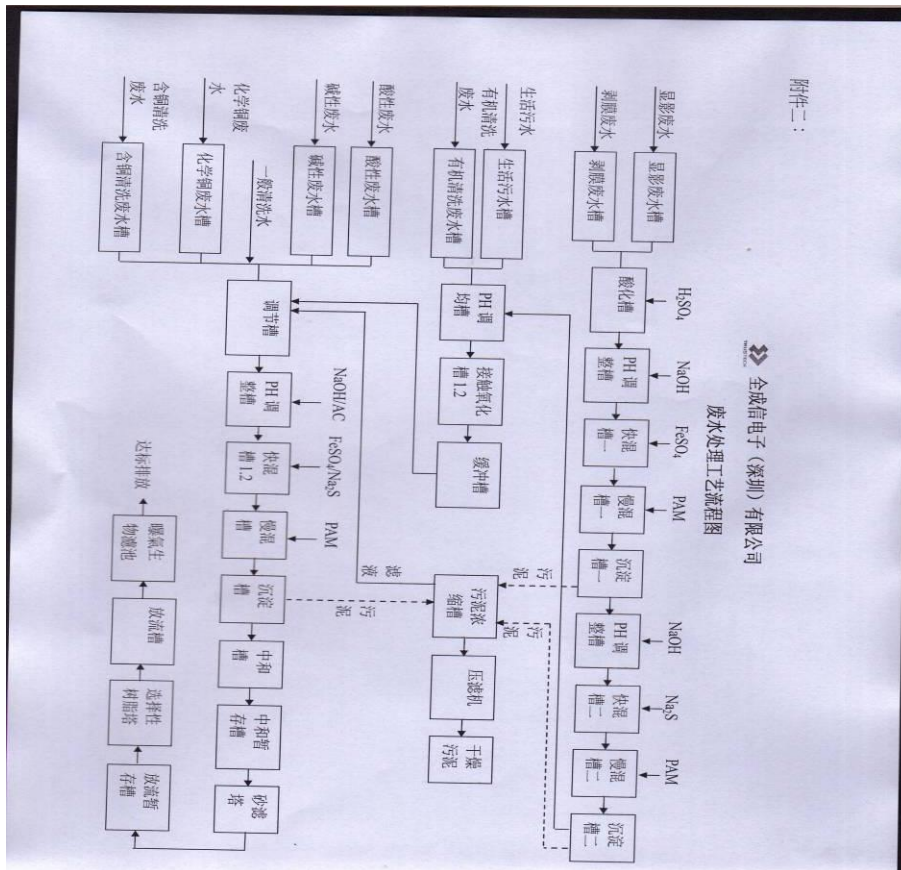 附件二：
全成信电子（深圳）有限公司
废水处理工艺流程图
显影废水
显影废水槽
剥膜废水
剥膜废水槽
H₂SO₄
酸化槽
NaOH
PH 调
整槽
FeSO₄
快混
槽一
PAM
慢混
槽一
沉淀
槽一
NaOH
PH 调
整槽
Na₂S
快混
槽二
PAM
慢混
槽二
沉淀
槽二
生活污水
生活污水槽
有机清洗
废水
有机清洗废水槽
PH 调
均槽
接触氧化
槽 1.2
缓冲槽
污
泥
污
泥
污泥浓
缩槽
压滤机
干燥
污泥
滤
液
污
泥
酸性废水
酸性废水槽
碱性废水
碱性废水槽
一般清洗水
化学铜废
水
化学铜废水槽
含铜清洗
废水
含铜清洗废水槽
调节槽
NaOH/AC
PH 调
整槽
FeSO₄/Na₂S
快混
槽 1.2
PAM
慢混
槽
沉淀
槽
中和
槽
中和暂
存槽
砂滤
塔
放流暂
存槽
选择性
树脂塔
放流槽
曝氣生
物濾池
达标排放